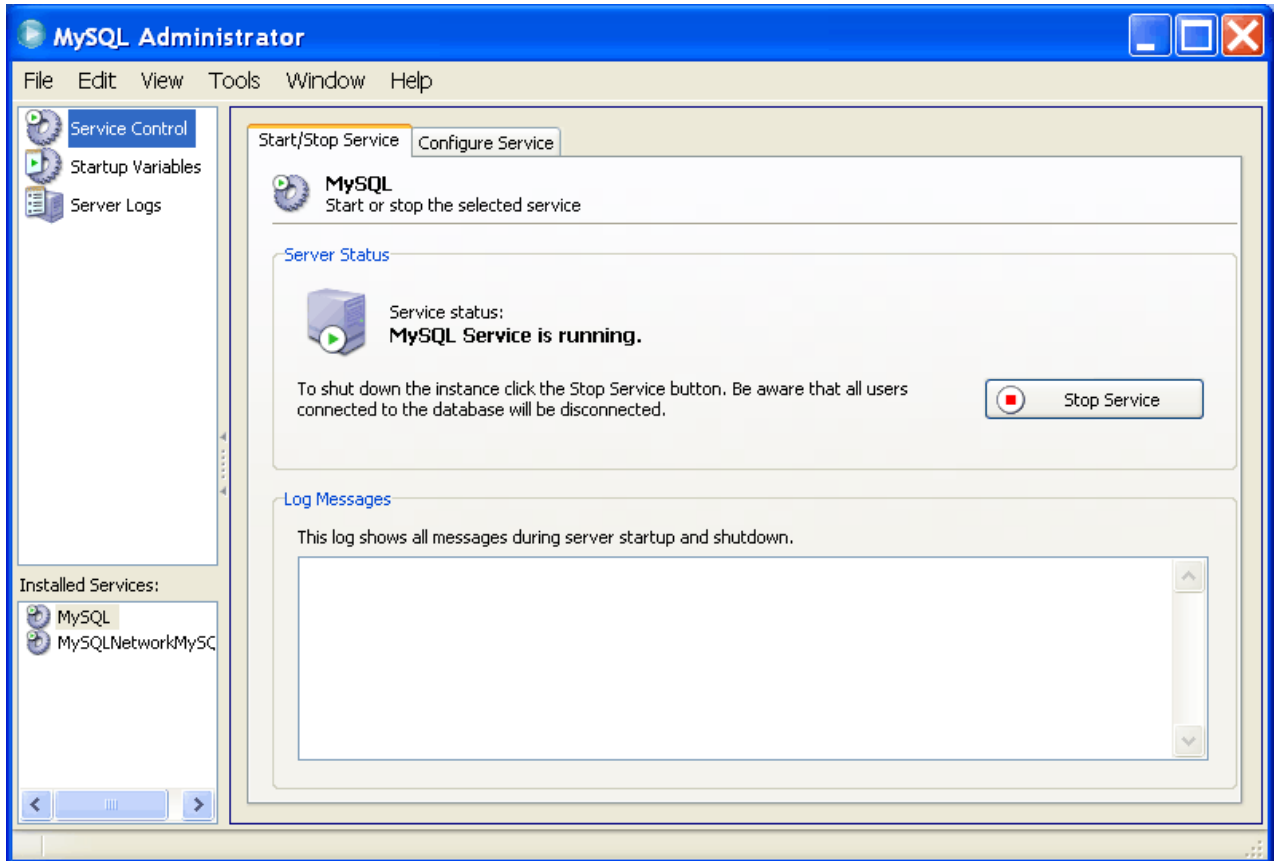 MySQL Administrator
File Edit View Tools Window Help
Service Control
Startup Variables
Server Logs
Installed Services:
MySQL
MySQLNetworkMySQ
Start/Stop Service Configure Service
MySQL
Start or stop the selected service
Server Status
Service status:
MySQL Service is running.
To shut down the instance click the Stop Service button. Be aware that all users
connected to the database will be disconnected.
Stop Service
Log Messages
This log shows all messages during server startup and shutdown.